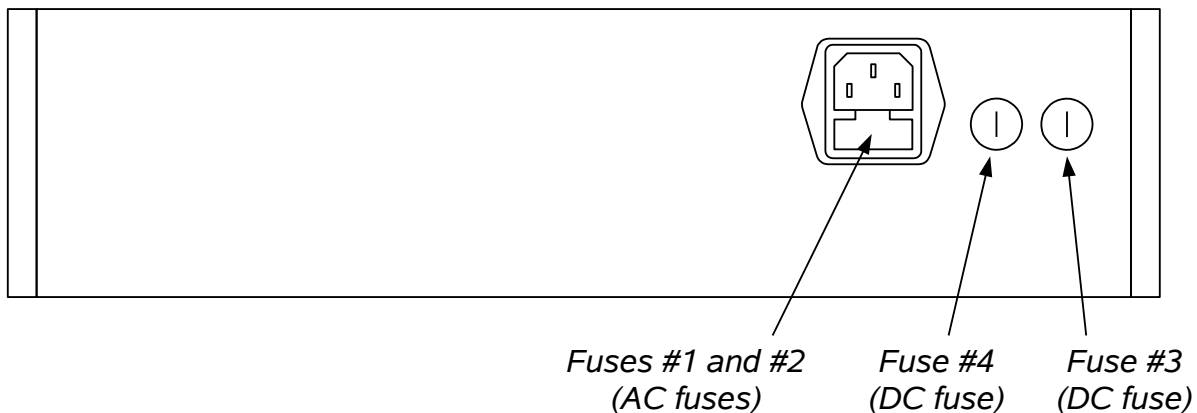 Fuses #1 and #2
(AC fuses)
Fuse #4
(DC fuse)
Fuse #3
(DC fuse)